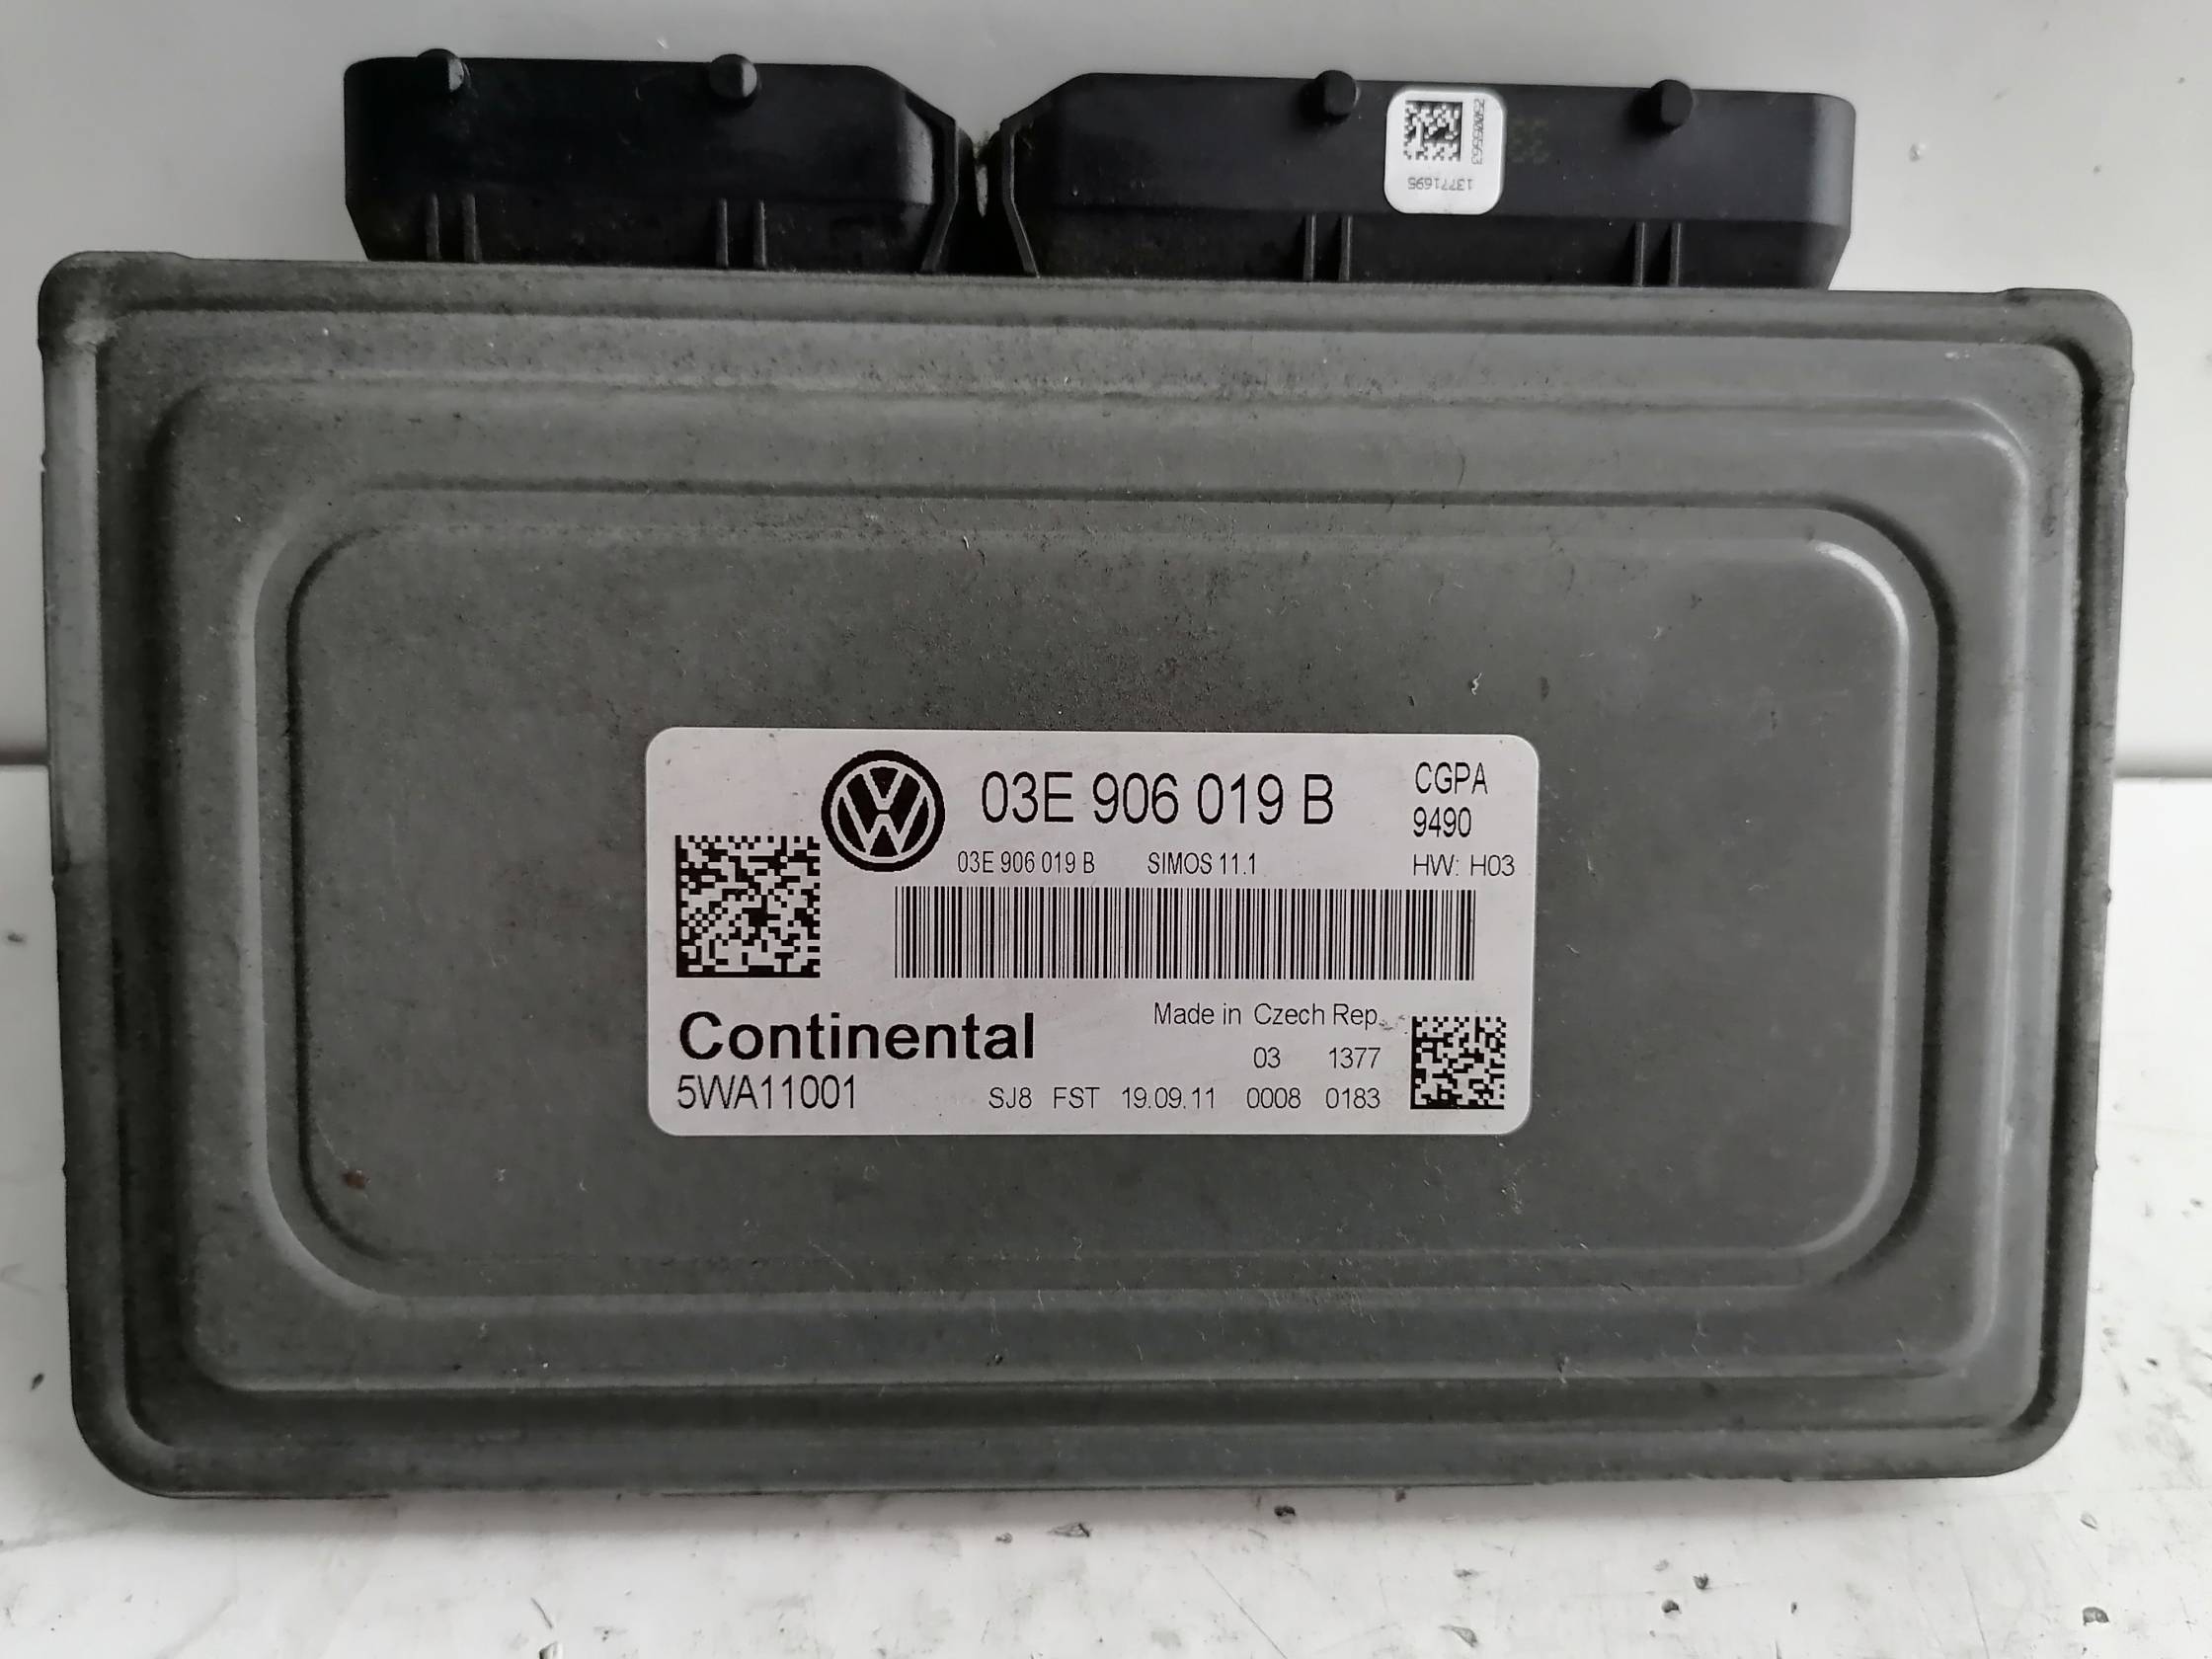 250005563
13771695
03E 906 019 B
CGPA
9490
03E 906 019 B SIMOS 11.1
HW: H03
Continental
Made in Czech Rep.
03 1377
5WA11001
SJ8 FST 19.09.11 0008 0183